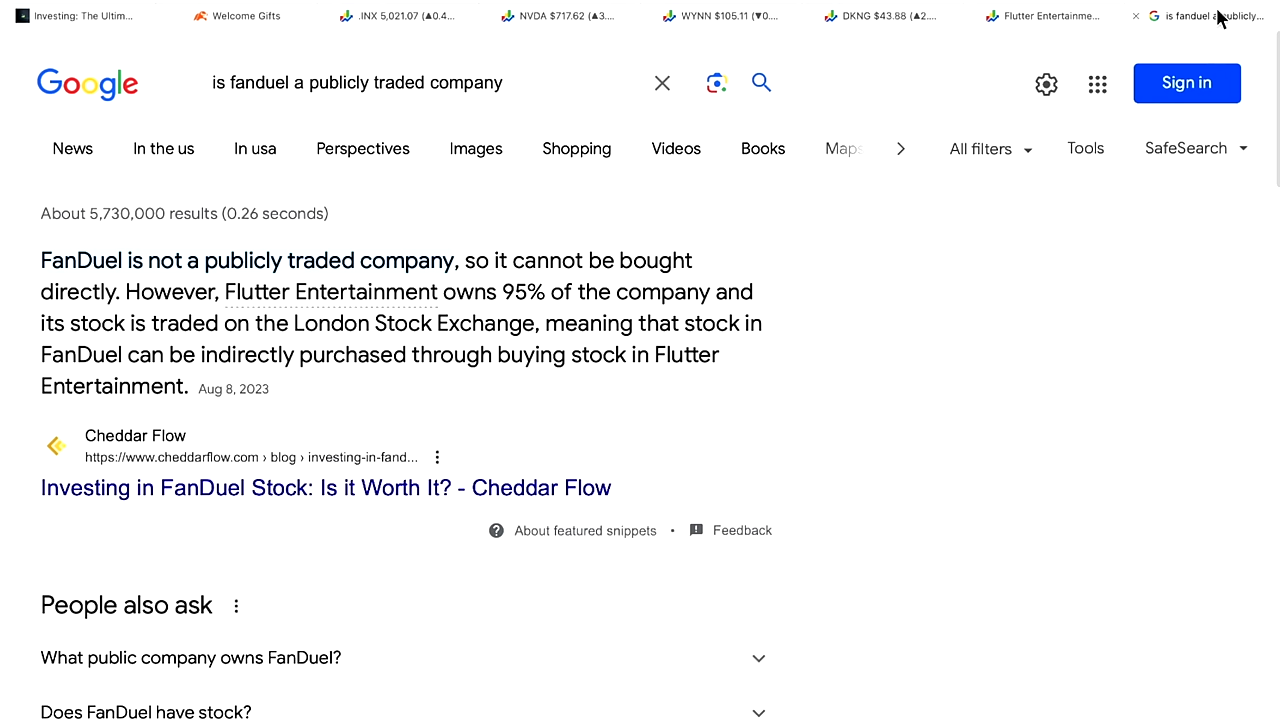 Investing: The Ultim...
Welcome Gifts
.INX 5,021.07 (▲0.4...
NVDA $717.62 (▲3....
WYNN $105.11 (▼0....
DKNG $43.88 (▲2....
Flutter Entertainme...
is fanduel a publicly...
Google
is fanduel a publicly traded company
Sign in
News
In the us
In usa
Perspectives
Images
Shopping
Videos
Books
Maps
All filters
Tools
SafeSearch
About 5,730,000 results (0.26 seconds)
FanDuel is not a publicly traded company, so it cannot be bought
directly. However, Flutter Entertainment owns 95% of the company and
its stock is traded on the London Stock Exchange, meaning that stock in
FanDuel can be indirectly purchased through buying stock in Flutter
Entertainment. Aug 8, 2023
Cheddar Flow
https://www.cheddarflow.com › blog › investing-in-fand...
Investing in FanDuel Stock: Is it Worth It? - Cheddar Flow
About featured snippets • Feedback
People also ask
What public company owns FanDuel?
Does FanDuel have stock?